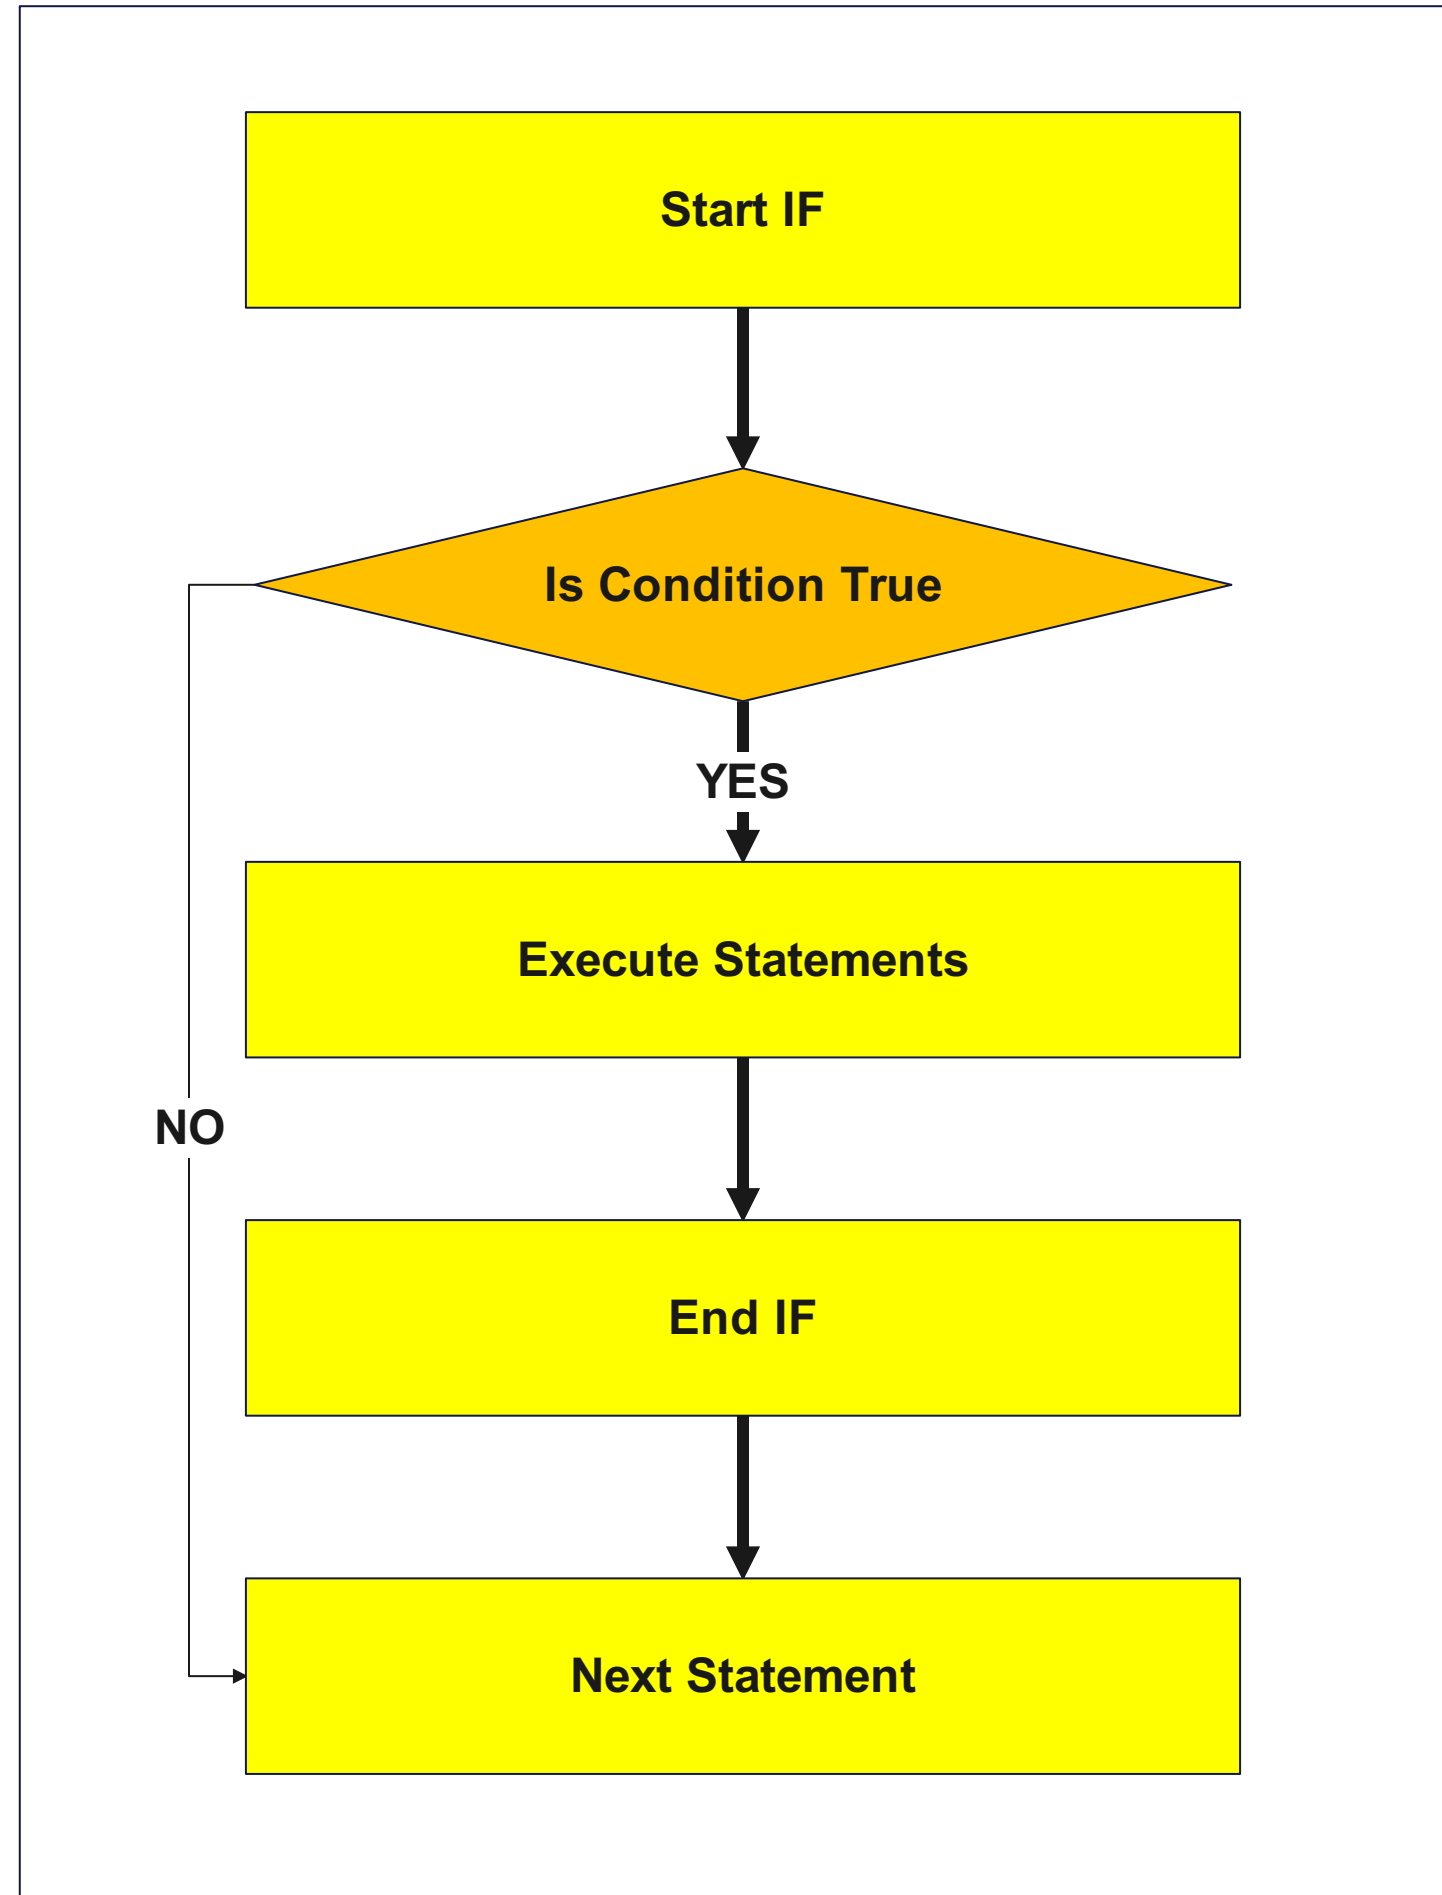 Start IF
Is Condition True
YES
Execute Statements
NO
End IF
Next Statement